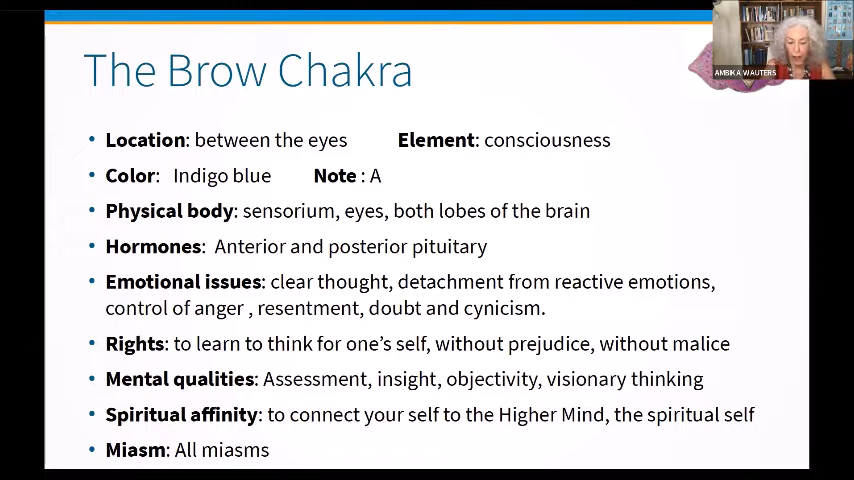 The Brow Chakra
AMBIKA WAUTERS
• Location: between the eyes Element: consciousness
• Color: Indigo blue Note : A
• Physical body: sensorium, eyes, both lobes of the brain
• Hormones: Anterior and posterior pituitary
• Emotional issues: clear thought, detachment from reactive emotions,
control of anger , resentment, doubt and cynicism.
• Rights: to learn to think for one’s self, without prejudice, without malice
• Mental qualities: Assessment, insight, objectivity, visionary thinking
• Spiritual affinity: to connect your self to the Higher Mind, the spiritual self
• Miasm: All miasms